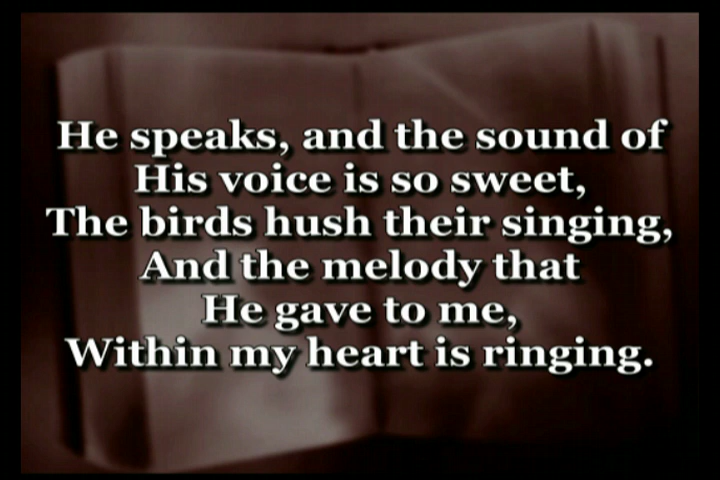 He speaks, and the sound of
His voice is so sweet,
The birds hush their singing,
And the melody that
He gave to me,
Within my heart is ringing.